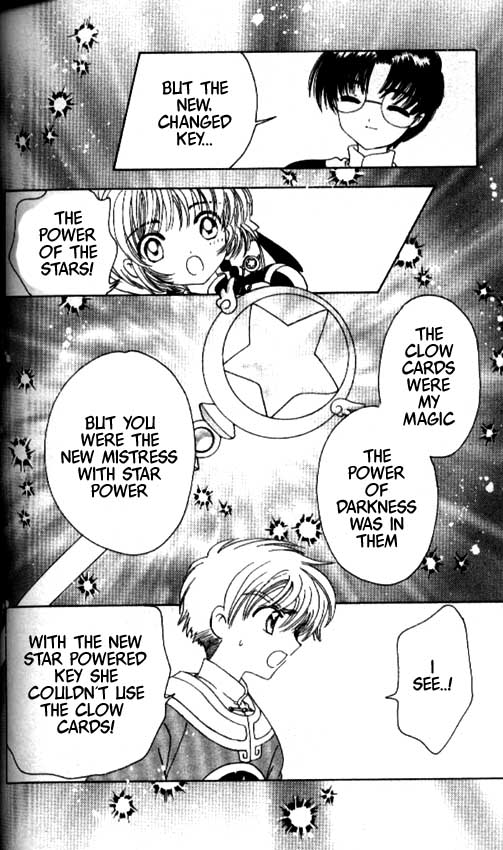 BUT THE
NEW,
CHANGED
KEY...
THE
POWER
OF THE
STARS!
THE
CLOW
CARDS
WERE
MY
MAGIC
THE
POWER
OF
DARKNESS
WAS IN
THEM
BUT YOU
WERE THE
NEW MISTRESS
WITH STAR
POWER
I
SEE..!
WITH THE NEW
STAR POWERED
KEY SHE
COULDN'T USE
THE CLOW
CARDS!